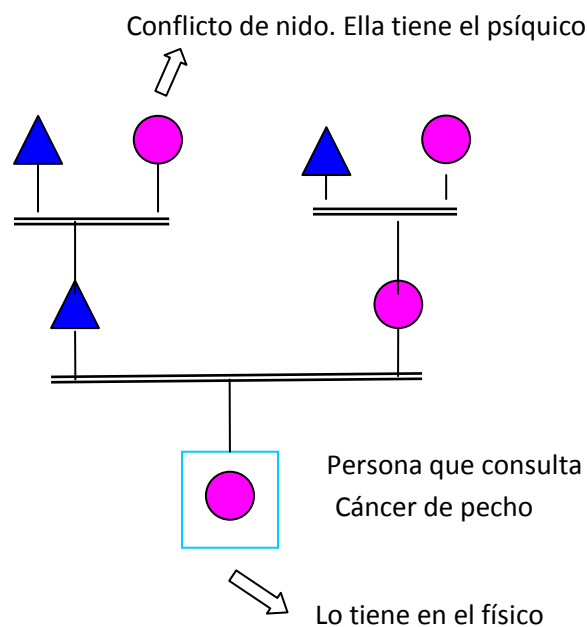 Conflicto de nido. Ella tiene el psíquico
Persona que consulta
Cáncer de pecho
Lo tiene en el físico